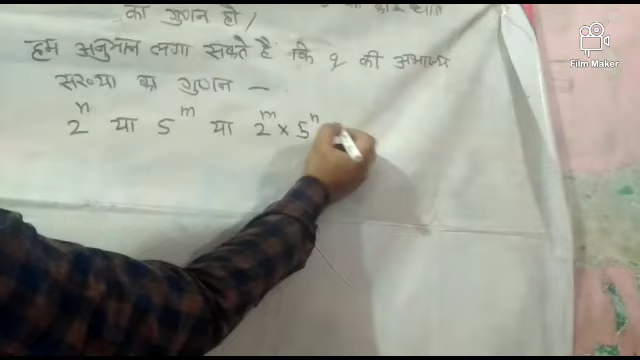 का गुणन हो/
हम अनुमान लगा सकते है कि q की अभाज्य
संख्या का गुणन —
2ⁿ या 5ᵐ या 2ᵐ × 5ⁿ
Film Maker